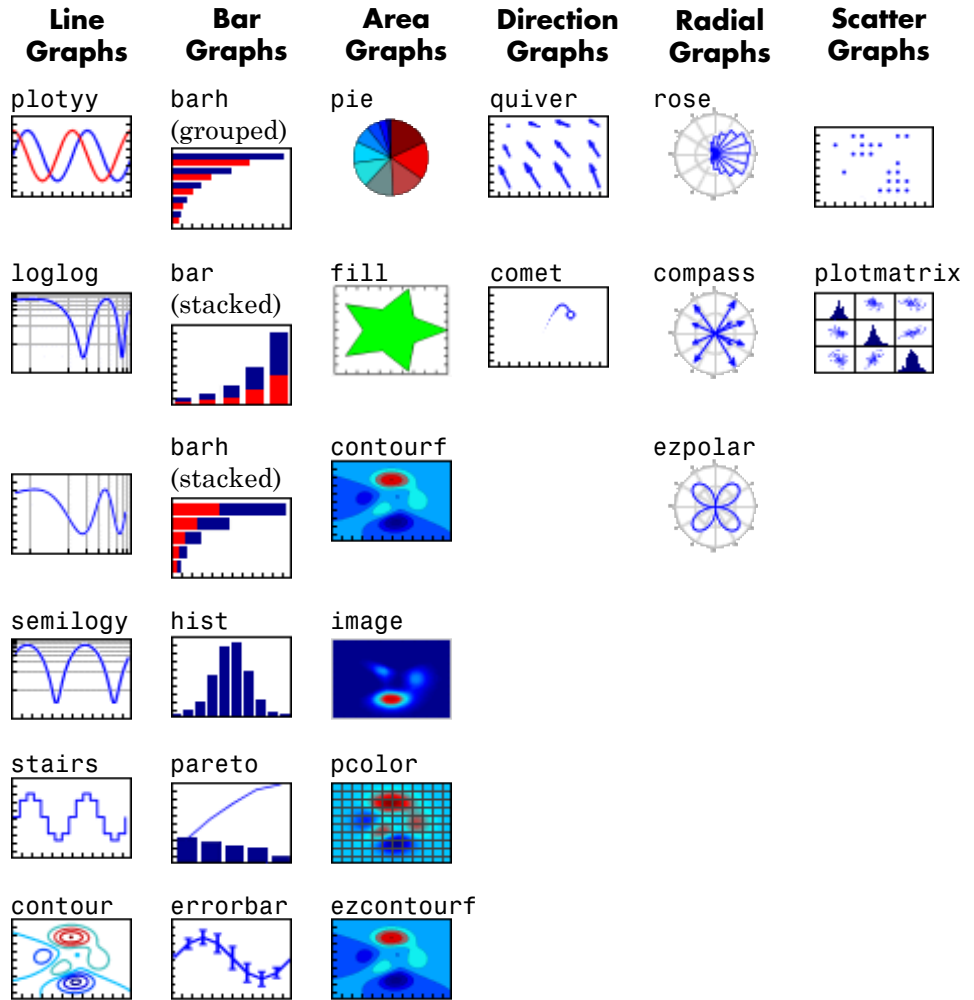 Line Graphs
Bar Graphs
Area Graphs
Direction Graphs
Radial Graphs
Scatter Graphs
plotyy
barh
(grouped)
pie
quiver
rose
loglog
bar
(stacked)
fill
comet
compass
plotmatrix
barh
(stacked)
contourf
ezpolar
semilogy
hist
image
stairs
pareto
pcolor
contour
errorbar
ezcontourf